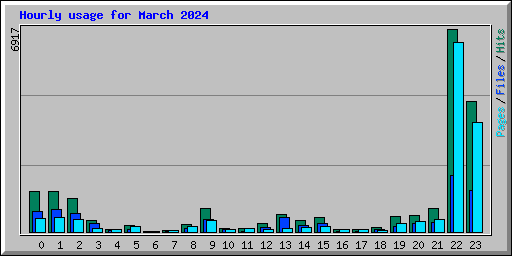 Hourly usage for March 2024
6917
Pages/Files/Hits
0 1 2 3 4 5 6 7 8 9 10 11 12 13 14 15 16 17 18 19 20 21 22 23